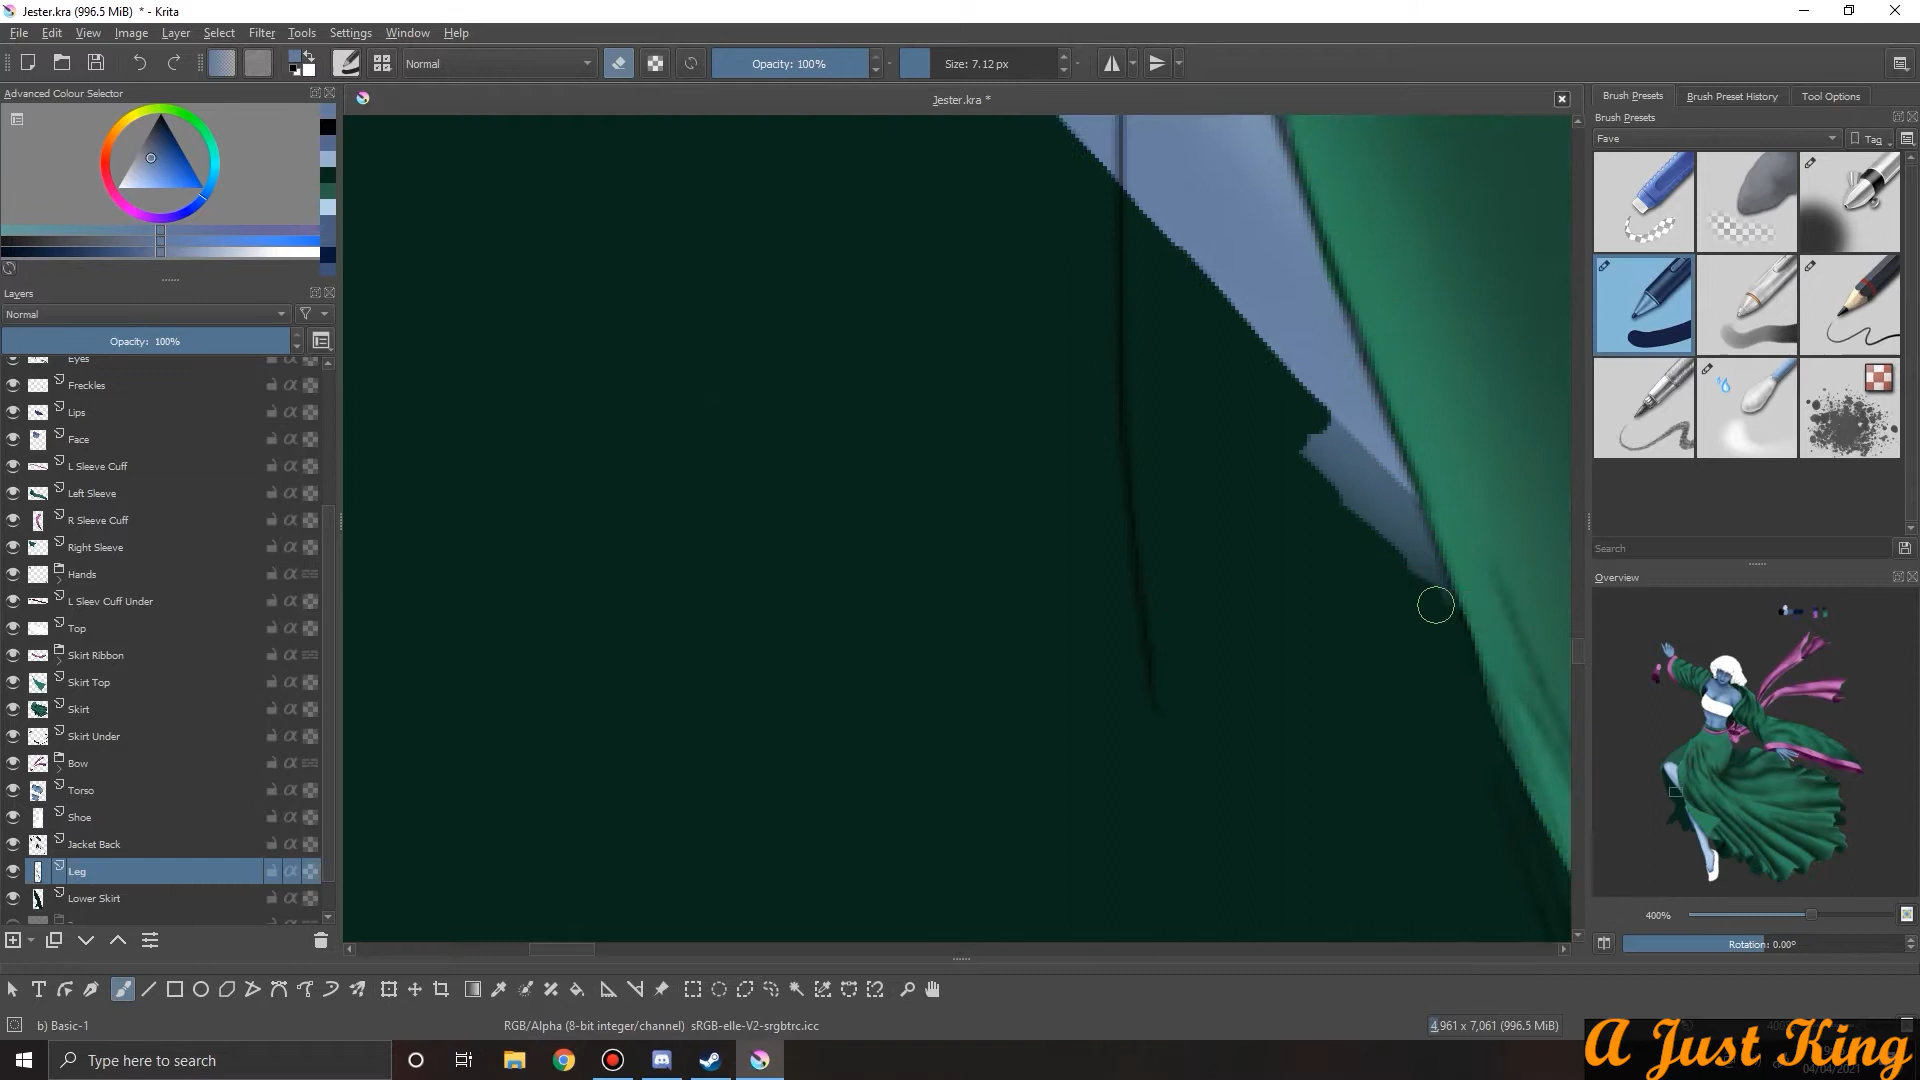 Jester.kra (996.5 MiB) * - Krita
File Edit View Image Layer Select Filter Tools Settings Window Help
Normal Opacity: 100% Size: 7.12 px
Advanced Colour Selector
Jester.kra *
Brush Presets Brush Preset History Tool Options
Brush Presets
Fave Tag
Layers
Normal
Opacity: 100%
Eyes
Freckles
Lips
Face
L Sleeve Cuff
Left Sleeve
R Sleeve Cuff
Right Sleeve
Hands
L Sleev Cuff Under
Top
Skirt Ribbon
Skirt Top
Skirt
Skirt Under
Bow
Torso
Shoe
Jacket Back
Leg
Lower Skirt
Search
Overview
400%
Rotation: 0.00°
b) Basic-1 RGB/Alpha (8-bit integer/channel) sRGB-elle-V2-srgbtrc.icc 4,961 x 7,061 (996.5 MiB)
Type here to search
A Just King
04/04/2021